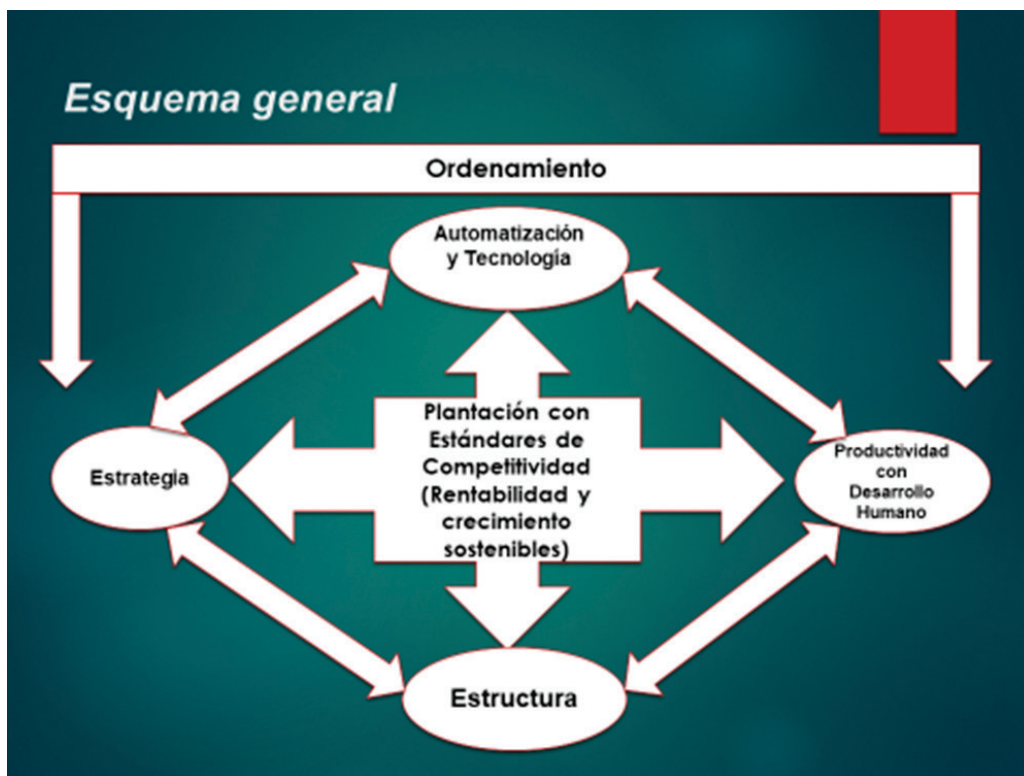 Esquema general
Ordenamiento
Automatización
y Tecnología
Plantación con
Estándares de
Competitividad
(Rentabilidad y
crecimiento
sostenibles)
Estrategia
Productividad
con
Desarrollo
Humano
Estructura